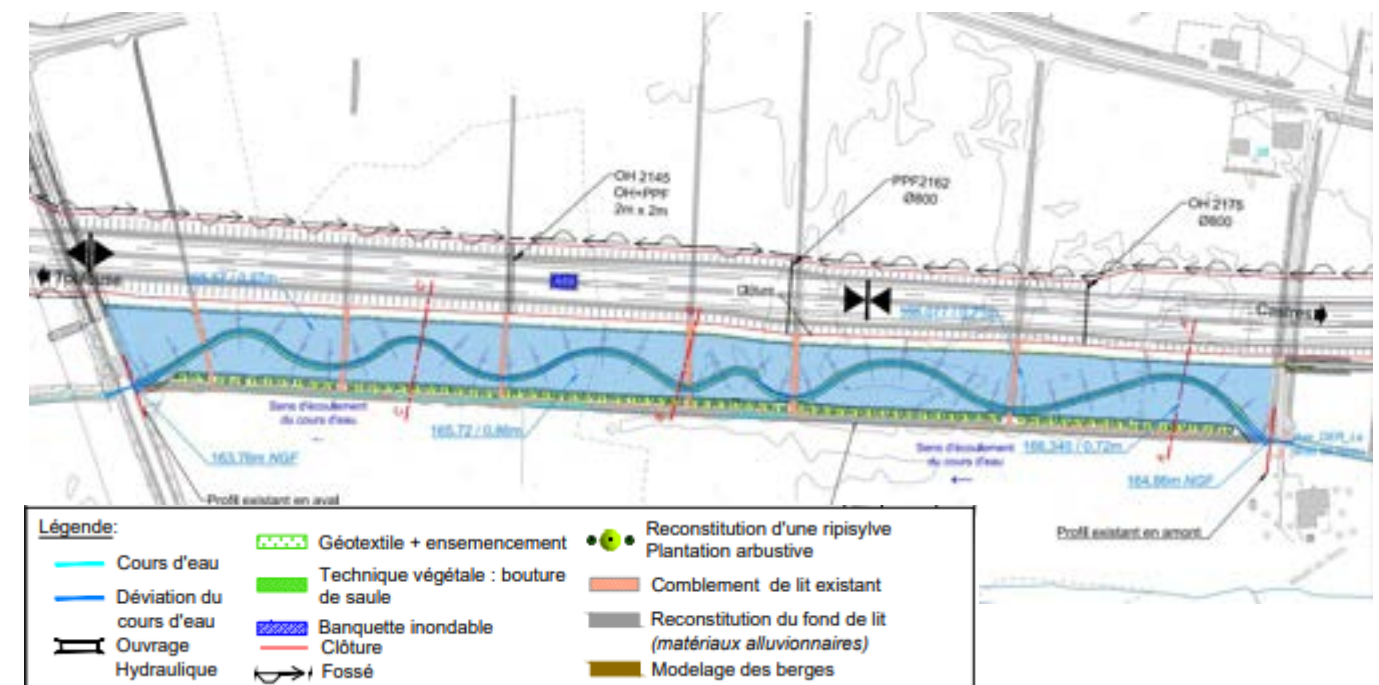 OH 2145
OH+PPF
2m x 2m
PPF2162
Ø800
OH 2175
Ø800
Clôture
Castres
Sens d'écoulement
du cours d'eau
165.72 / 0,86m
163,76m NGF
Sens d'écoulement
du cours d'eau
166,340 / 0,72m
164,86m NGF
Profil existant en aval
Profil existant en amont
Légende:
Cours d'eau
Déviation du
cours d'eau
Ouvrage
Hydraulique
Géotextile + ensemencement
Technique végétale : bouture
de saule
Banquette inondable
Clôture
Fossé
Reconstitution d'une ripisylve
Plantation arbustive
Comblement de lit existant
Reconstitution du fond de lit
(matériaux alluvionnaires)
Modelage des berges